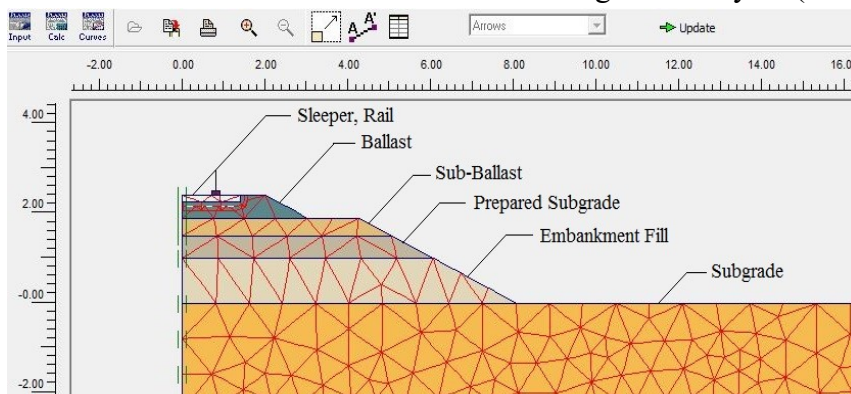 Input Calc Curves Arrows Update
-2.00 0.00 2.00 4.00 6.00 8.00 10.00 12.00 14.00 16.0
4.00
Sleeper, Rail
Ballast
Sub-Ballast
2.00
Prepared Subgrade
Embankment Fill
Subgrade
-0.00
-2.00